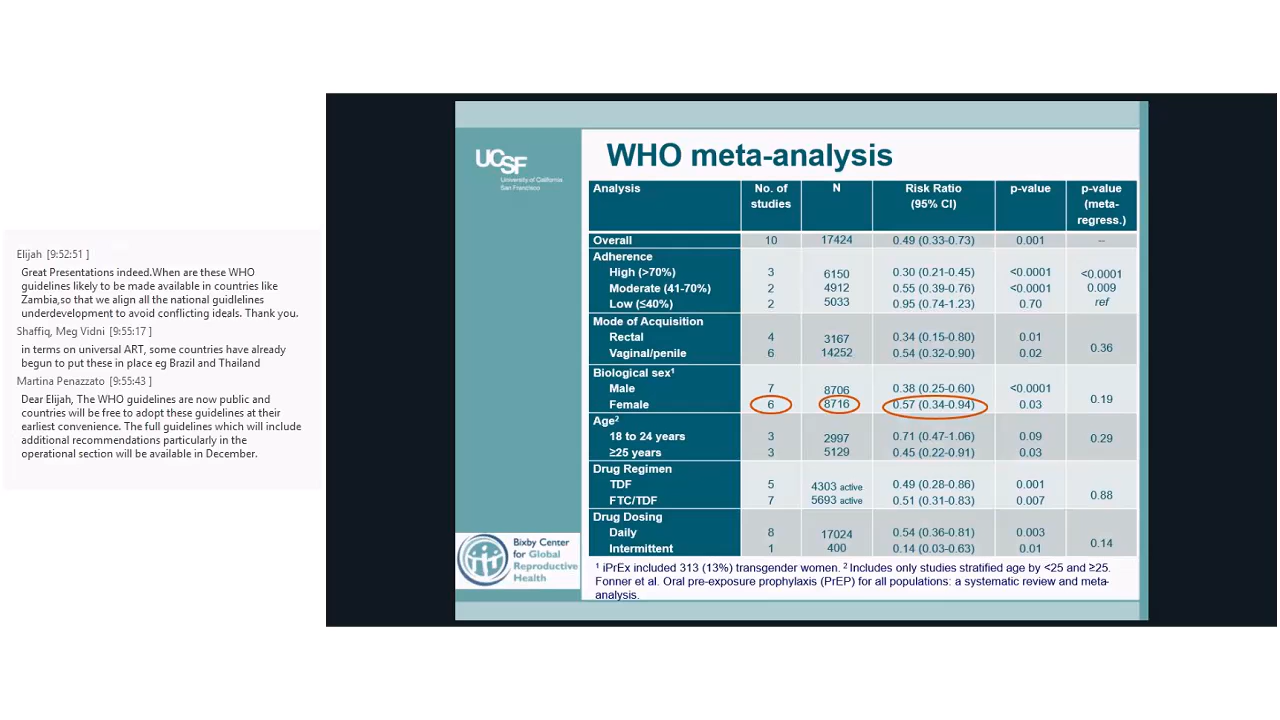 Elijah [9:52:51 ]
Great Presentations indeed.When are these WHO
guidelines likely to be made available in countries like
Zambia,so that we align all the national guidlelines
underdevelopment to avoid conflicting ideals. Thank you.
Shaffiq, Meg Vidni [9:55:17 ]
in terms on universal ART, some countries have already
begun to put these in place eg Brazil and Thailand
Martina Penazzato [9:55:43 ]
Dear Elijah, The WHO guidelines are now public and
countries will be free to adopt these guidelines at their
earliest convenience. The full guidelines which will include
additional recommendations particularly in the
operational section will be available in December.
UCSF
University of California
San Francisco
WHO meta-analysis
Analysis No. of studies N Risk Ratio (95% CI) p-value p-value (meta-regress.)
Overall 10 17424 0.49 (0.33-0.73) 0.001 --
Adherence
High (>70%) 3 6150 0.30 (0.21-0.45) <0.0001 <0.0001
Moderate (41-70%) 2 4912 0.55 (0.39-0.76) <0.0001 0.009
Low (≤40%) 2 5033 0.95 (0.74-1.23) 0.70 ref
Mode of Acquisition
Rectal 4 3167 0.34 (0.15-0.80) 0.01
Vaginal/penile 6 14252 0.54 (0.32-0.90) 0.02 0.36
Biological sex¹
Male 7 8706 0.38 (0.25-0.60) <0.0001
Female 6 8716 0.57 (0.34-0.94) 0.03 0.19
Age²
18 to 24 years 3 2997 0.71 (0.47-1.06) 0.09 0.29
≥25 years 3 5129 0.45 (0.22-0.91) 0.03
Drug Regimen
TDF 5 4303 active 0.49 (0.28-0.86) 0.001
FTC/TDF 7 5693 active 0.51 (0.31-0.83) 0.007 0.88
Drug Dosing
Daily 8 17024 0.54 (0.36-0.81) 0.003
Intermittent 1 400 0.14 (0.03-0.63) 0.01 0.14
¹ iPrEx included 313 (13%) transgender women. ² Includes only studies stratified age by <25 and ≥25.
Fonner et al. Oral pre-exposure prophylaxis (PrEP) for all populations: a systematic review and meta-
analysis.
Bixby Center
for Global
Reproductive
Health